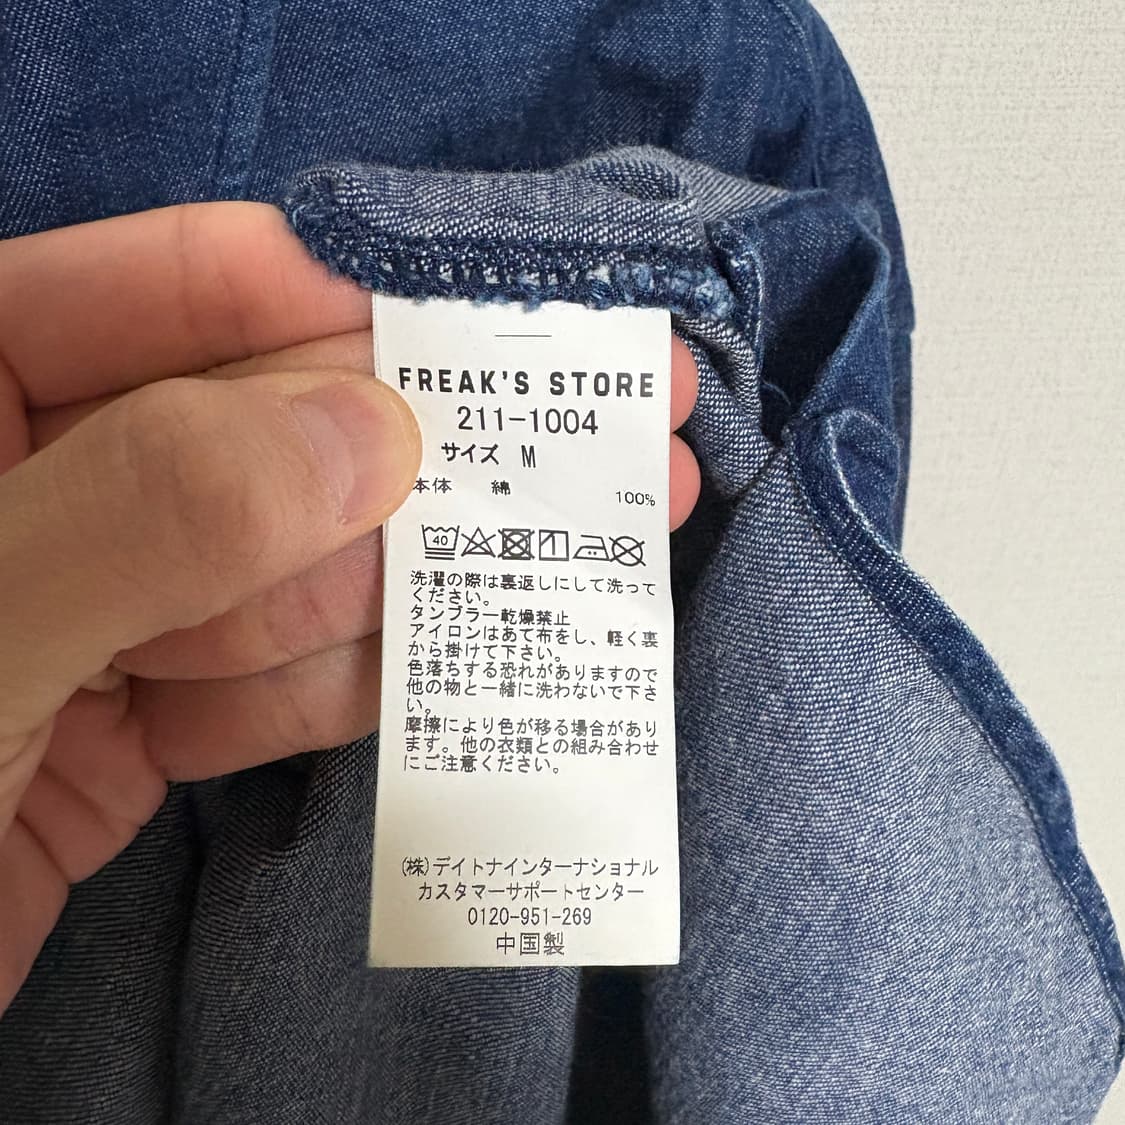 FREAK'S STORE
211-1004
サイズ M
本体 綿 100%
40
洗濯の際は裏返しにして洗って
ください。
タンブラー乾燥禁止
アイロンはあて布をし、軽く裏
から掛けて下さい。
色落ちする恐れがありますので
他の物と一緒に洗わないで下さ
い。
摩擦により色が移る場合があり
ます。他の衣類との組み合わせ
にご注意ください。
(株)デイトナインターナショナル
カスタマーサポートセンター
0120-951-269
中国製